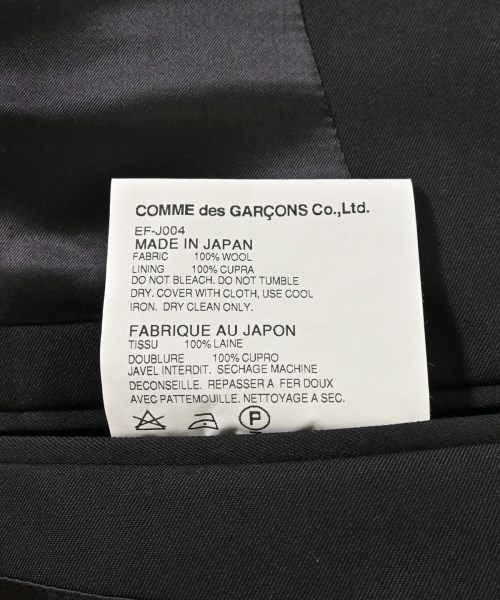 COMME des GARÇONS Co.,Ltd.
EF-J004
MADE IN JAPAN
FABRIC 100% WOOL
LINING 100% CUPRA
DO NOT BLEACH. DO NOT TUMBLE
DRY. COVER WITH CLOTH, USE COOL
IRON. DRY CLEAN ONLY.
FABRIQUE AU JAPON
TISSU 100% LAINE
DOUBLURE 100% CUPRO
JAVEL INTERDIT. SECHAGE MACHINE
DECONSEILLE. REPASSER A FER DOUX
AVEC PATTEMOUILLE. NETTOYAGE A SEC.
P